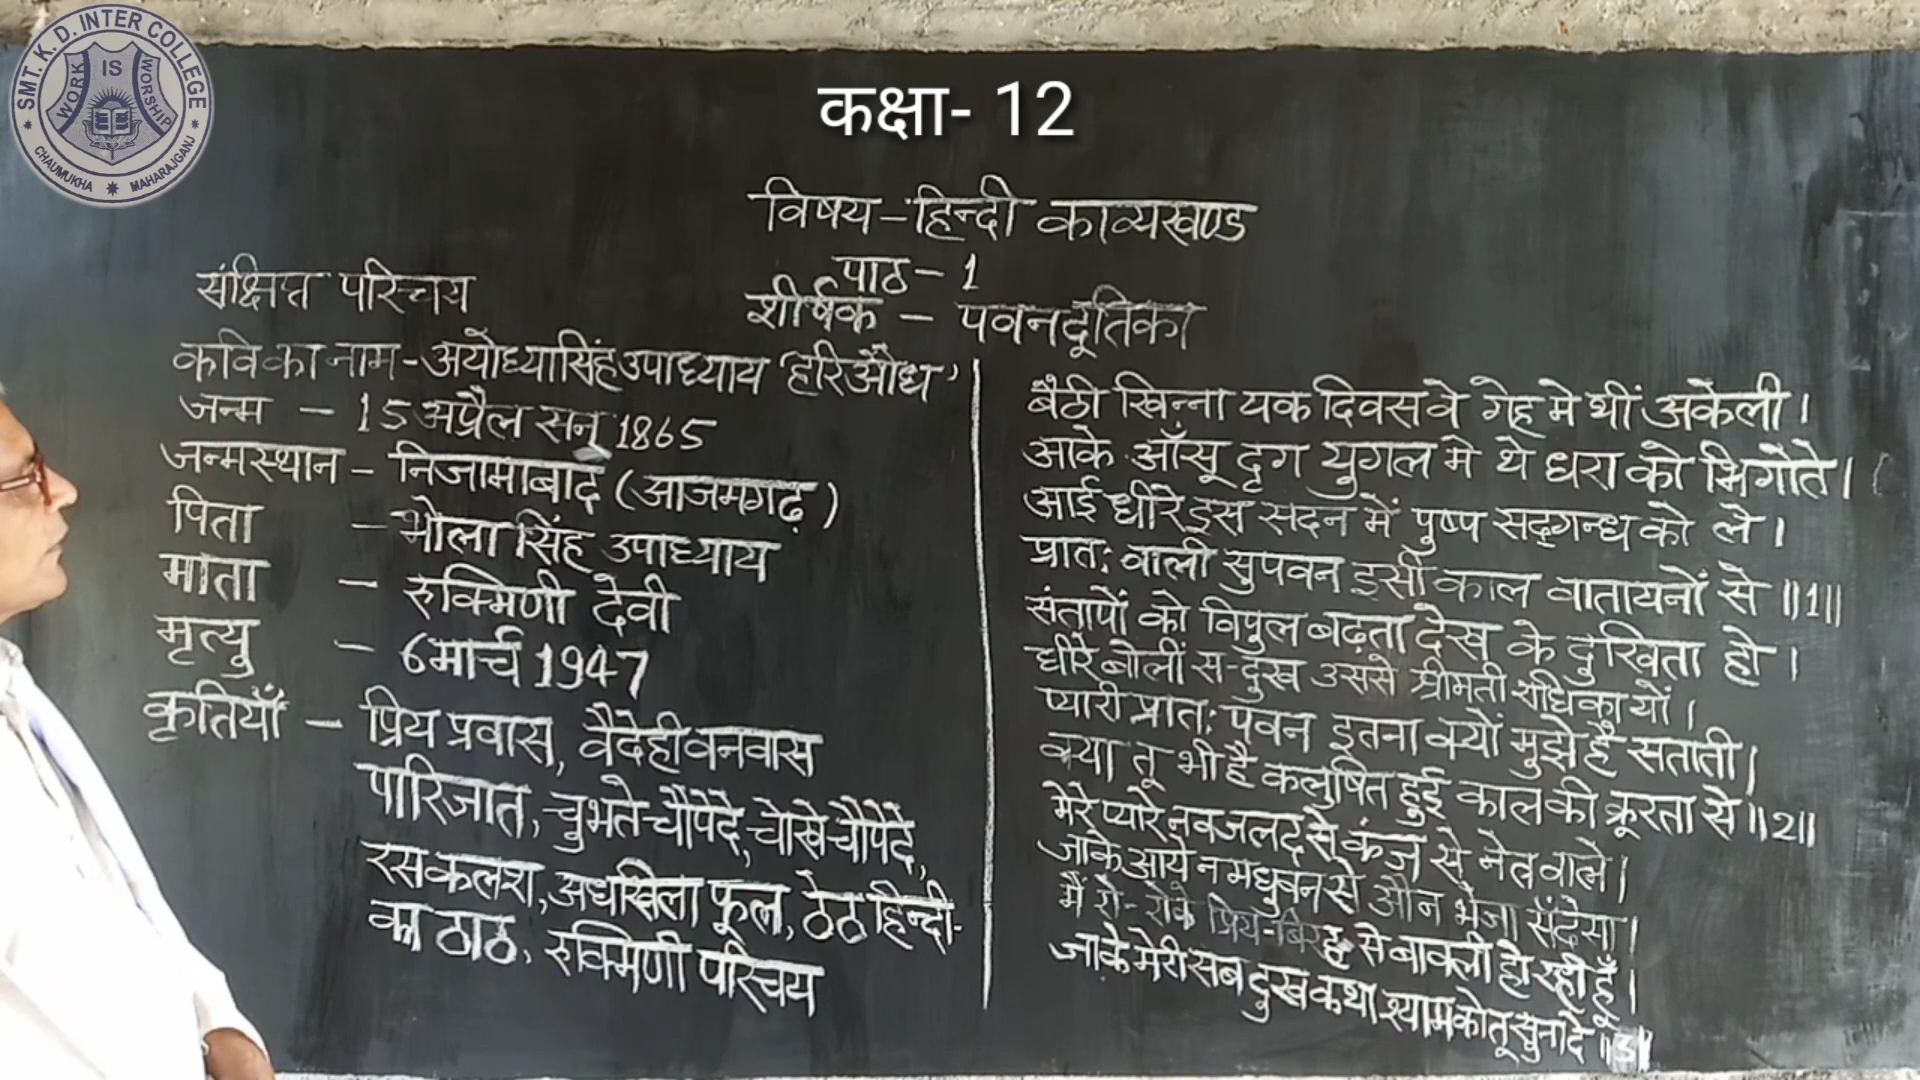 SMT. K. D. INTER COLLEGE
WORK IS WORSHIP
CHAUMUKHA MAHARAJGANJ
कक्षा- 12
विषय-हिन्दी काव्यखण्ड
पाठ- 1
शीर्षक - पवनदूतिका
संक्षिप्त परिचय
कवि का नाम-अयोध्यासिंह उपाध्याय 'हरिऔध'
जन्म - 15 अप्रैल सन् 1865
जन्मस्थान - निजामाबाद (आजमगढ़)
पिता - भोला सिंह उपाध्याय
माता - रुक्मिणी देवी
मृत्यु - 6 मार्च 1947
कृतियाँ - प्रिय प्रवास, वैदेही वनवास
पारिजात, चुभते चौपदे, चोखे चौपदे,
रसकलश, अधखिला फूल, ठेठ हिन्दी-
का ठाठ, रुक्मिणी परिचय
बैठी खिन्ना यक दिवस वे गेह मे थीं अकेली।
आके आँसू दृग युगल मे थे धरा को भिगोते।
आई धीरे इस सदन में पुष्प सद्गन्ध को ले।
प्रात: वाली सुपवन इसी काल वातायनों से ॥1॥
संतापों को विपुल बढ़ता देख के दुखिता हो।
धीरे बोलीं स-दुख उससे श्रीमती राधिका यों।
प्यारी प्रात: पवन इतना क्यों मुझे है सताती।
क्या तू भी है कलुषित हुई काल की क्रूरता से ॥2॥
मेरे प्यारे नव जलद से कंज से नेत्र वाले।
जाके आये न मधुवन से औ न भेजा सँदेसा।
मैं रो-रोके प्रिय-बिरह से बावली हो रही हूँ।
जाके मेरी सब दुख कथा श्याम को तू सुना दे ॥3॥